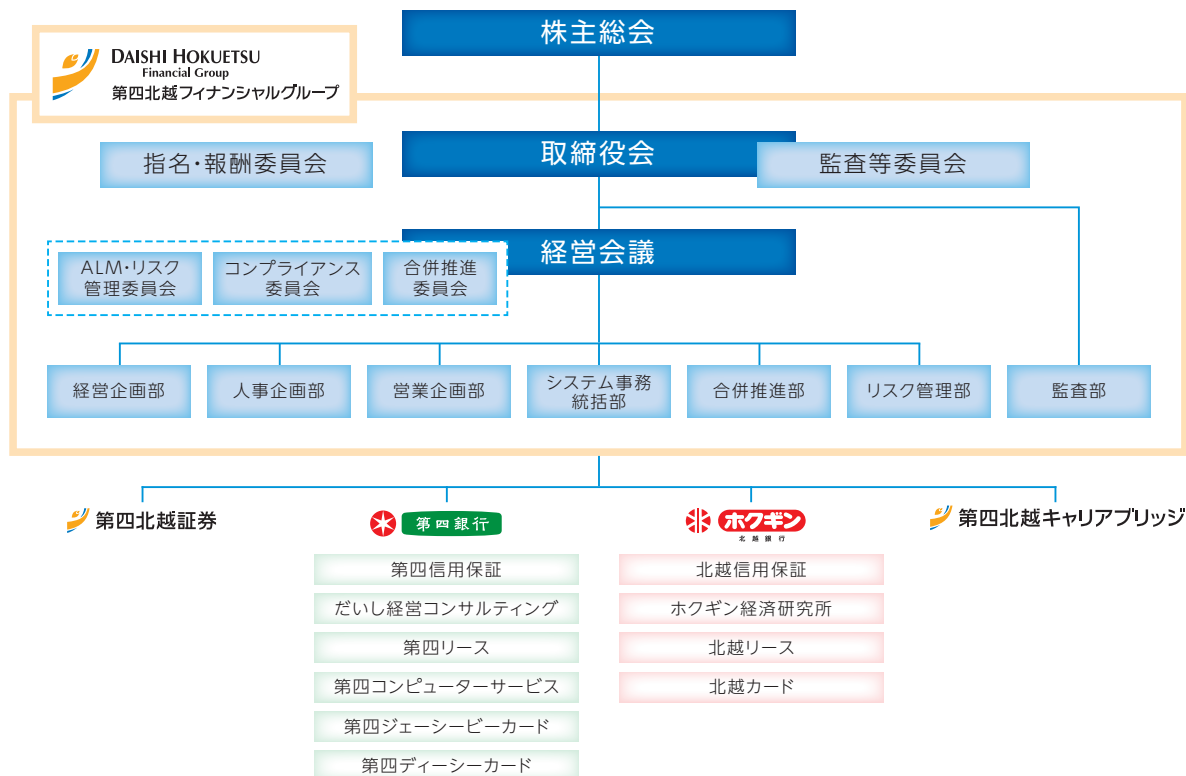 株主総会
DAISHI HOKUETSU
Financial Group
第四北越フィナンシャルグループ
取締役会
指名・報酬委員会
監査等委員会
経営会議
ALM・リスク
管理委員会
コンプライアンス
委員会
合併推進
委員会
経営企画部
人事企画部
営業企画部
システム事務
統括部
合併推進部
リスク管理部
監査部
第四北越証券
第四銀行
ホクギン
北越銀行
第四北越キャリアブリッジ
第四信用保証
だいし経営コンサルティング
第四リース
第四コンピューターサービス
第四ジェーシービーカード
第四ディーシーカード
北越信用保証
ホクギン経済研究所
北越リース
北越カード